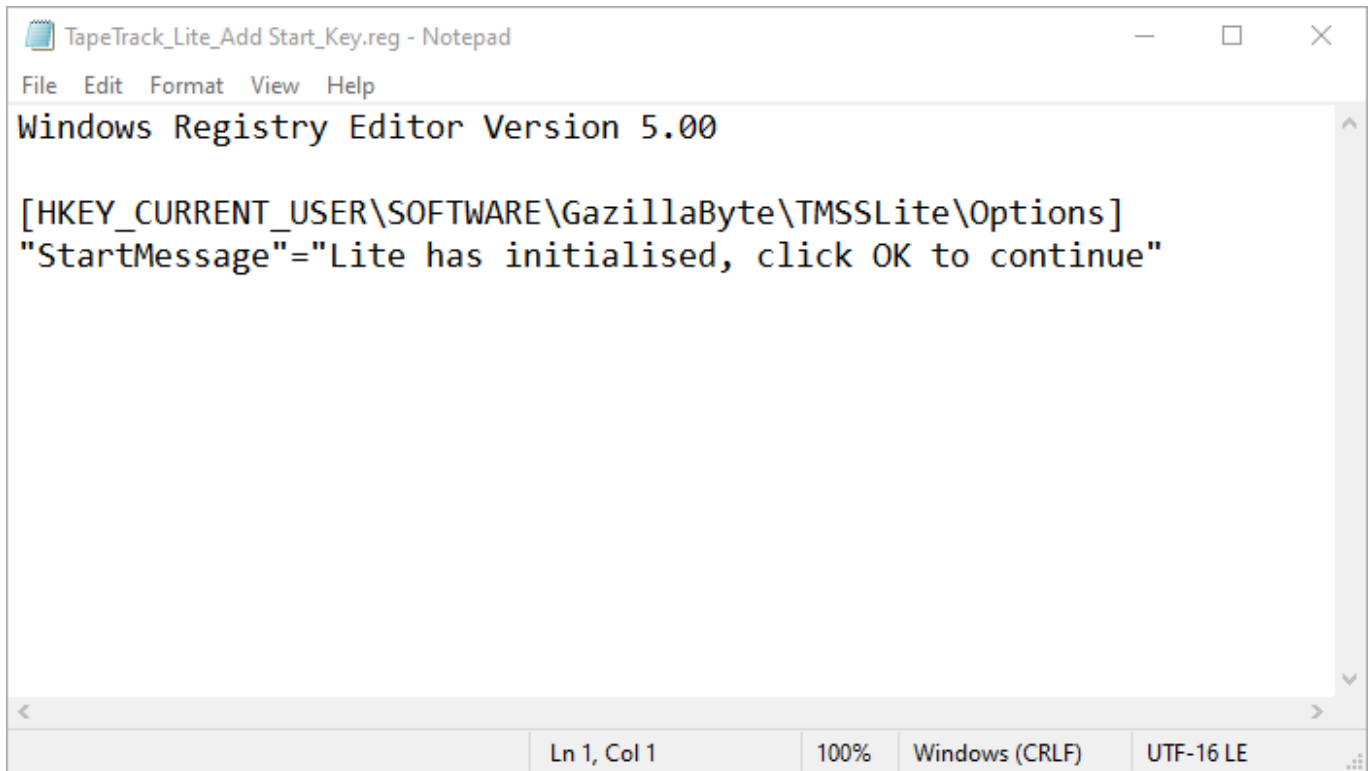 TapeTrack_Lite_Add Start_Key.reg - Notepad
File Edit Format View Help
Windows Registry Editor Version 5.00
[HKEY_CURRENT_USER\SOFTWARE\GazillaByte\TMSSLite\Options]
"StartMessage"="Lite has initialised, click OK to continue"
Ln 1, Col 1 100% Windows (CRLF) UTF-16 LE